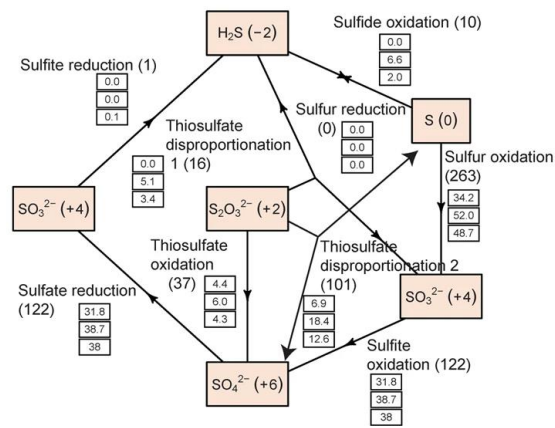 H₂S (−2)
Sulfide oxidation (10)
0.0
6.6
2.0
Sulfite reduction (1)
0.0
0.0
0.1
Sulfur reduction
(0)
0.0
0.0
0.0
S (0)
Thiosulfate
disproportionation
1 (16)
0.0
5.1
3.4
Sulfur oxidation
(263)
34.2
52.0
48.7
SO₃²⁻ (+4)
S₂O₃²⁻ (+2)
Thiosulfate
oxidation
(37)
4.4
6.0
4.3
Thiosulfate
disproportionation 2
(101)
6.9
18.4
12.6
SO₃²⁻ (+4)
Sulfate reduction
(122)
31.8
38.7
38
SO₄²⁻ (+6)
Sulfite
oxidation (122)
31.8
38.7
38